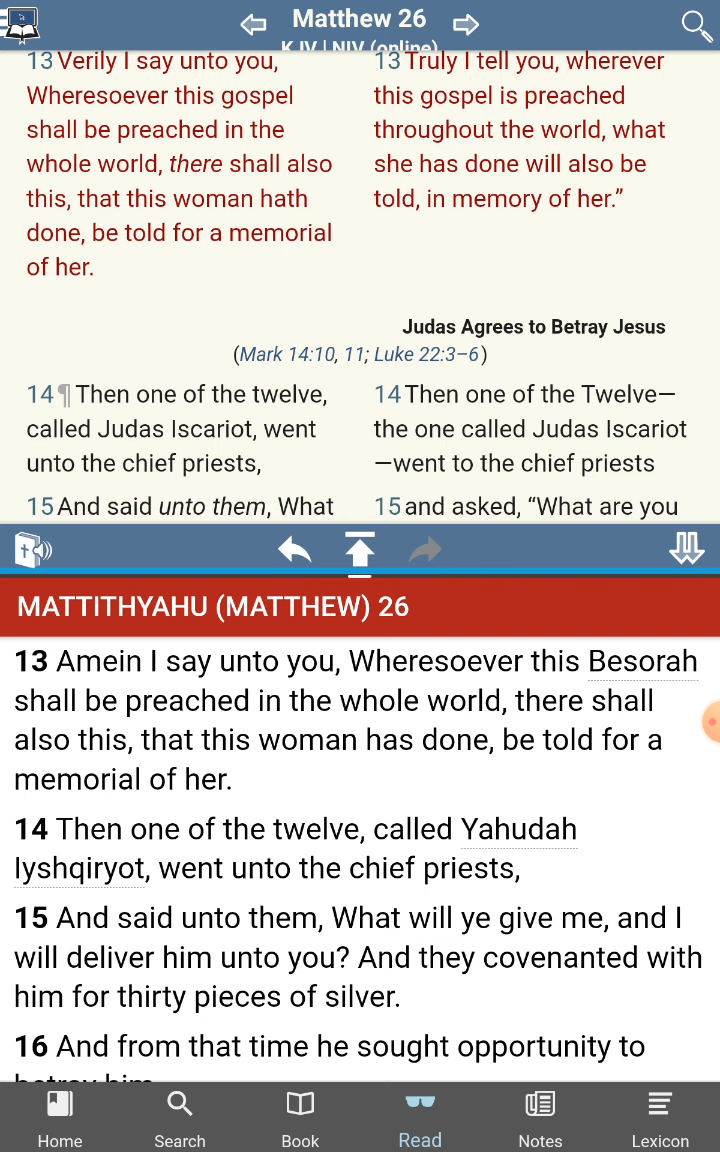 Matthew 26
KJV | NIV (online)
13 Verily I say unto you,
Wheresoever this gospel
shall be preached in the
whole world, there shall also
this, that this woman hath
done, be told for a memorial
of her.
13 Truly I tell you, wherever
this gospel is preached
throughout the world, what
she has done will also be
told, in memory of her.”
Judas Agrees to Betray Jesus
(Mark 14:10, 11; Luke 22:3–6)
14 ¶ Then one of the twelve,
called Judas Iscariot, went
unto the chief priests,
14 Then one of the Twelve—
the one called Judas Iscariot
—went to the chief priests
15 And said unto them, What
15 and asked, “What are you
MATTITHYAHU (MATTHEW) 26
13 Amein I say unto you, Wheresoever this Besorah
shall be preached in the whole world, there shall
also this, that this woman has done, be told for a
memorial of her.
14 Then one of the twelve, called Yahudah
Iyshqiryot, went unto the chief priests,
15 And said unto them, What will ye give me, and I
will deliver him unto you? And they covenanted with
him for thirty pieces of silver.
16 And from that time he sought opportunity to
betray him.
Home
Search
Book
Read
Notes
Lexicon